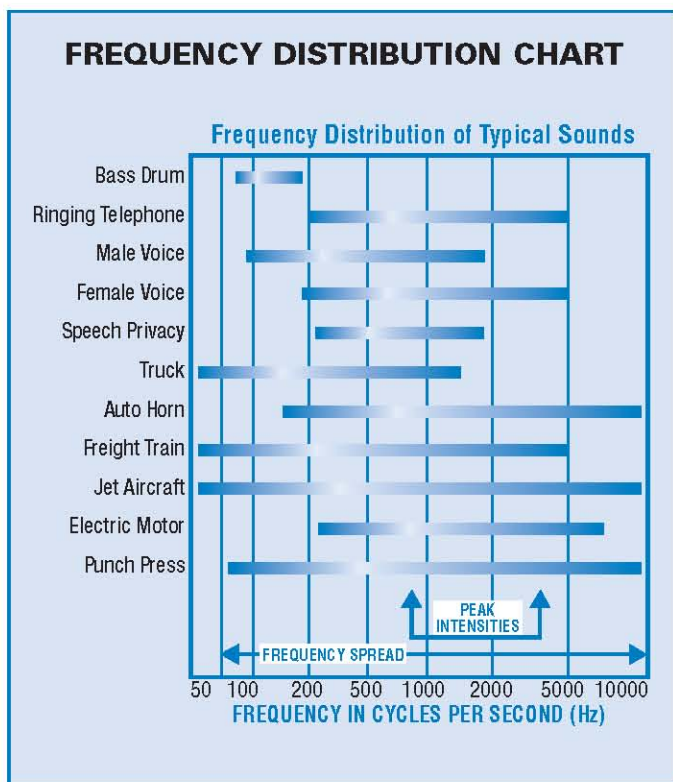 FREQUENCY DISTRIBUTION CHART
Frequency Distribution of Typical Sounds
Bass Drum
Ringing Telephone
Male Voice
Female Voice
Speech Privacy
Truck
Auto Horn
Freight Train
Jet Aircraft
Electric Motor
Punch Press
PEAK
INTENSITIES
FREQUENCY SPREAD
50 100 200 500 1000 2000 5000 10000
FREQUENCY IN CYCLES PER SECOND (Hz)